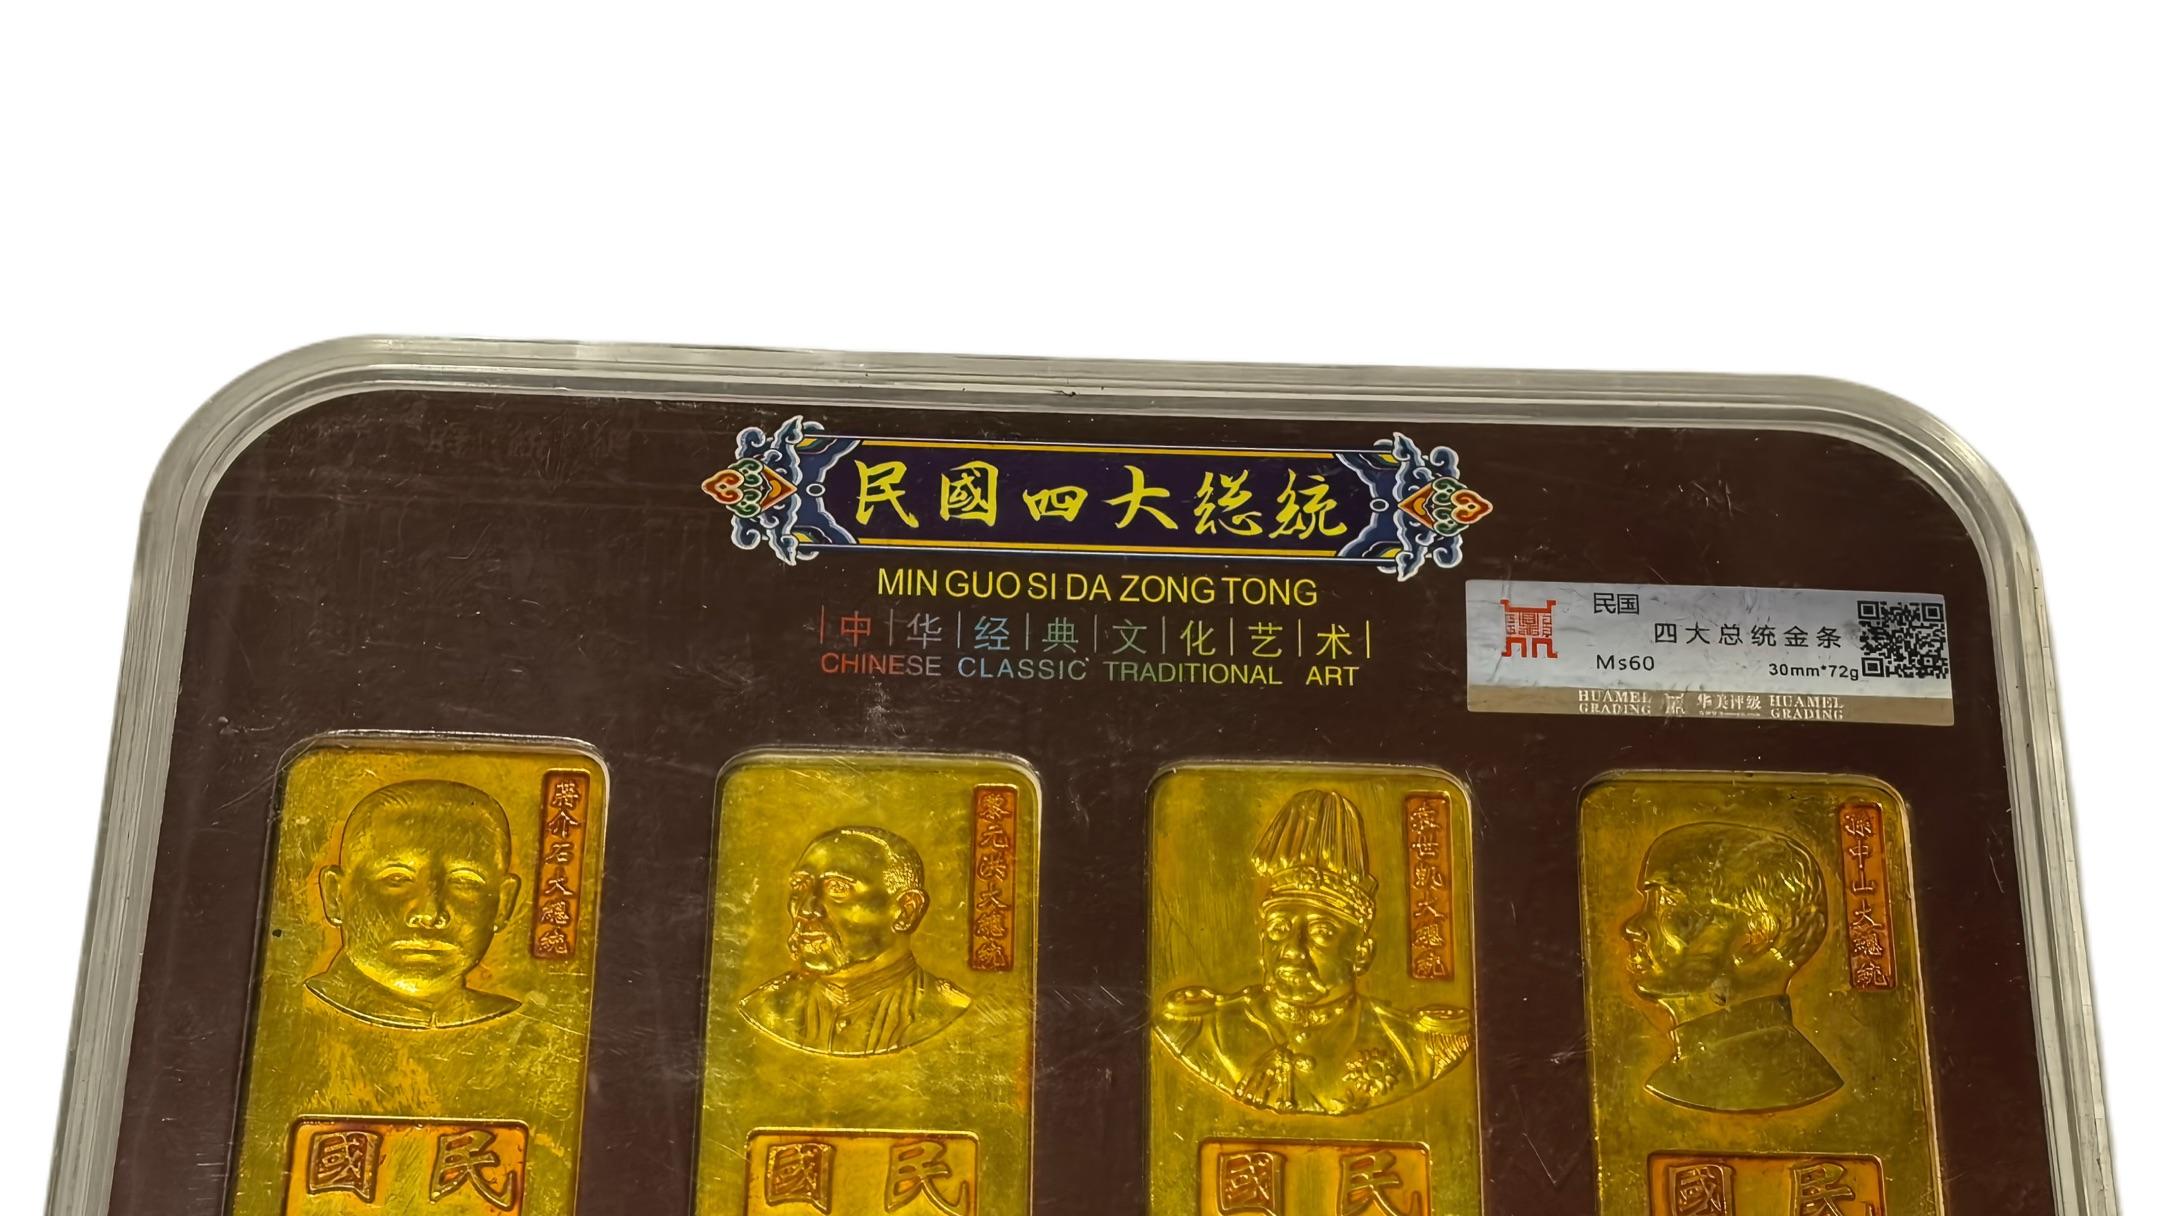 民國四大總統
MIN GUO SI DA ZONG TONG
中|华|经|典|文|化|艺|术
CHINESE CLASSIC TRADITIONAL ART
民国
四大总统金条
Ms60
30mm*72g
HUAMEL GRADING 华美评级 HUAMEL GRADING
蔣介石大總統
黎元洪大總統
袁世凱大總統
孫中山大總統
國民
國民
國民
國民